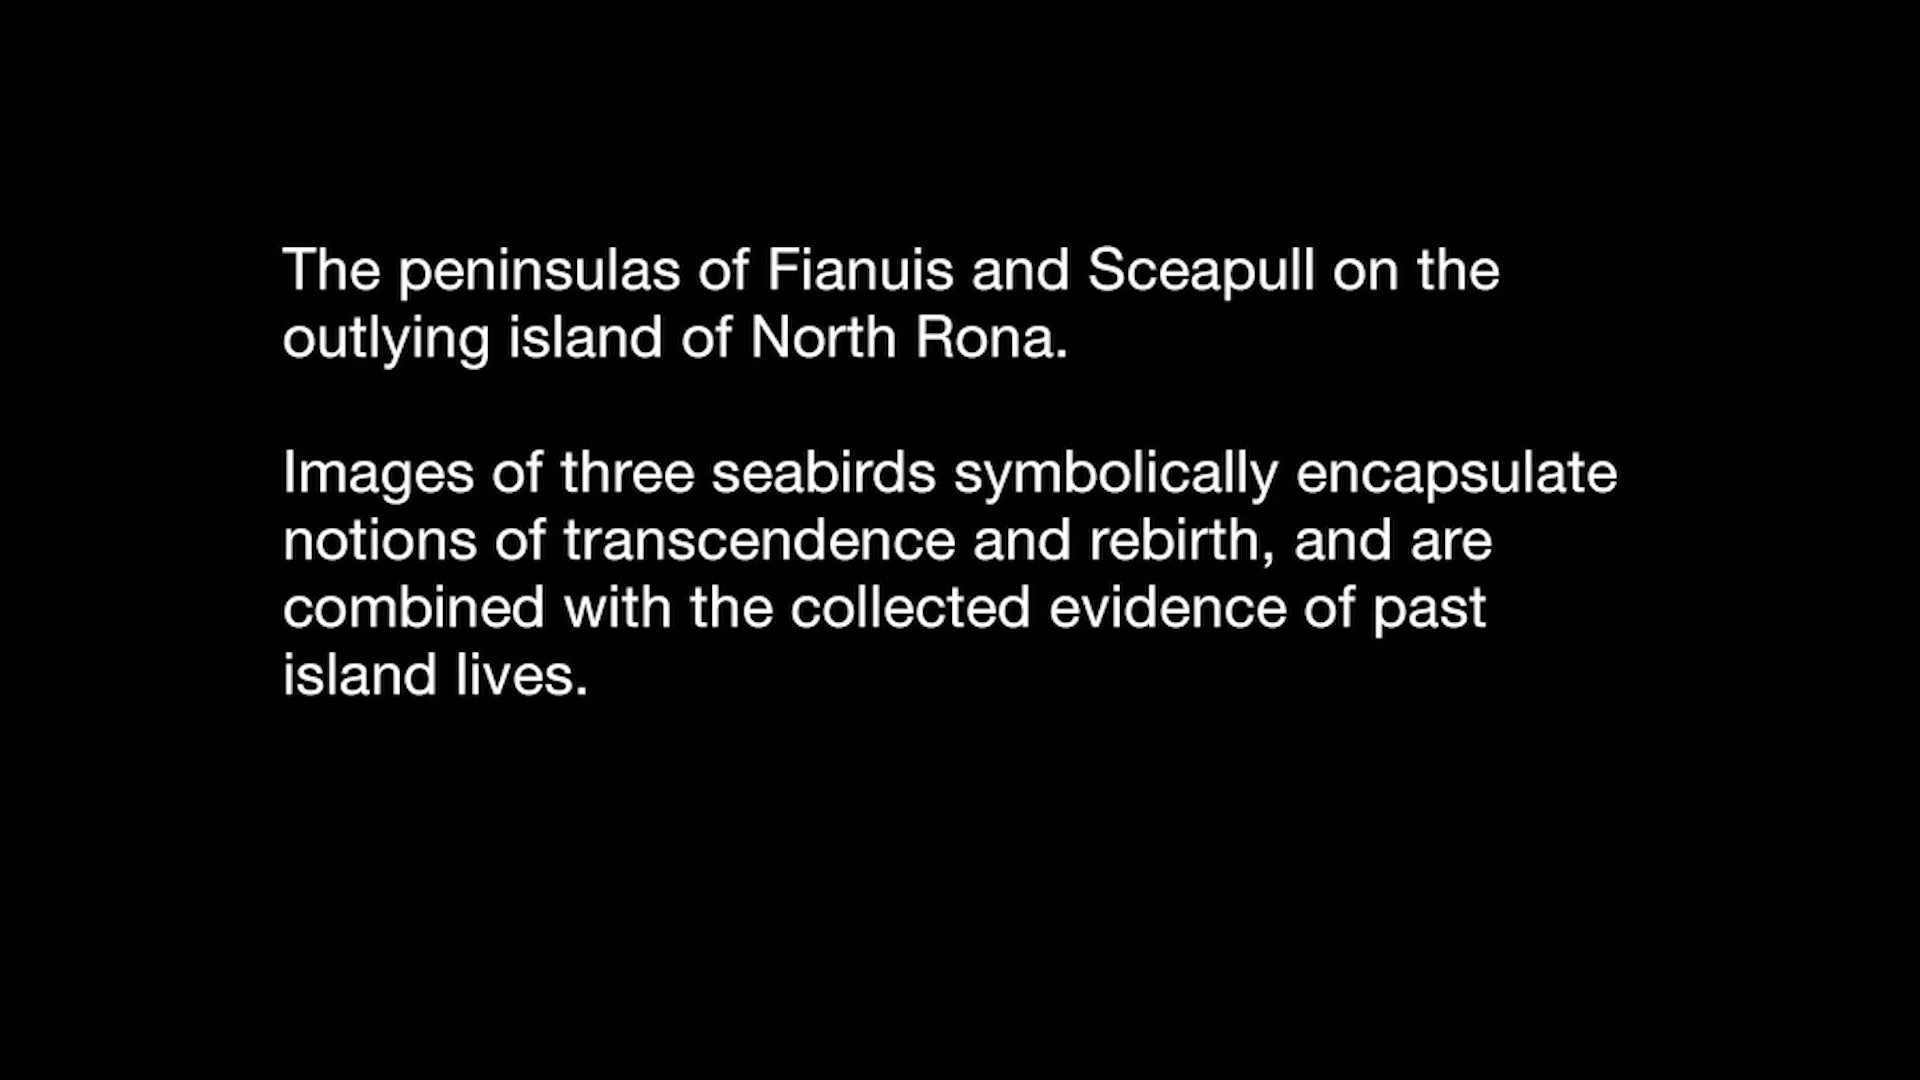 The peninsulas of Fianuis and Sceapull on the
outlying island of North Rona.
Images of three seabirds symbolically encapsulate
notions of transcendence and rebirth, and are
combined with the collected evidence of past
island lives.